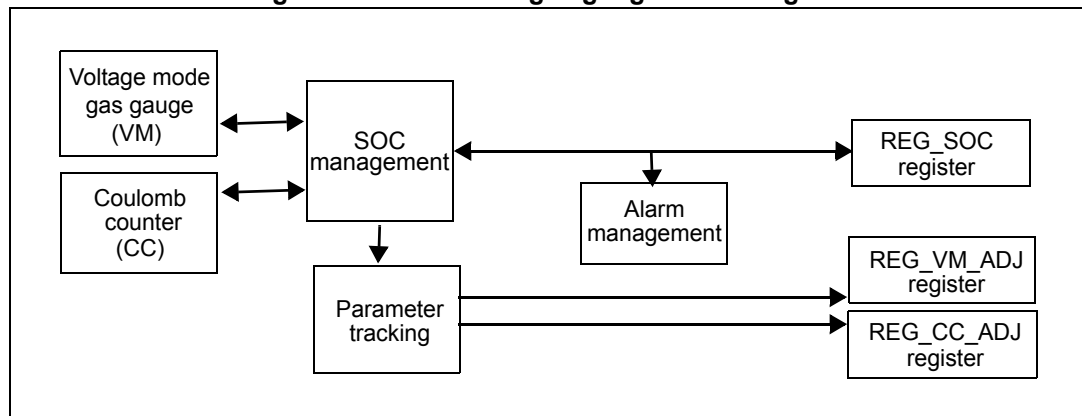 Voltage mode
gas gauge
(VM)
Coulomb
counter
(CC)
SOC
management
Parameter
tracking
Alarm
management
REG_SOC
register
REG_VM_ADJ
register
REG_CC_ADJ
register